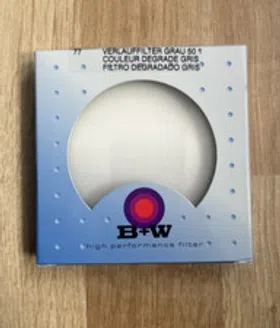 77 VERLAUFFILTER GRAU 50 1
COULEUR DEGRADE GRIS
FILTRO DEGRADADO GRIS
B+W
high performance filter